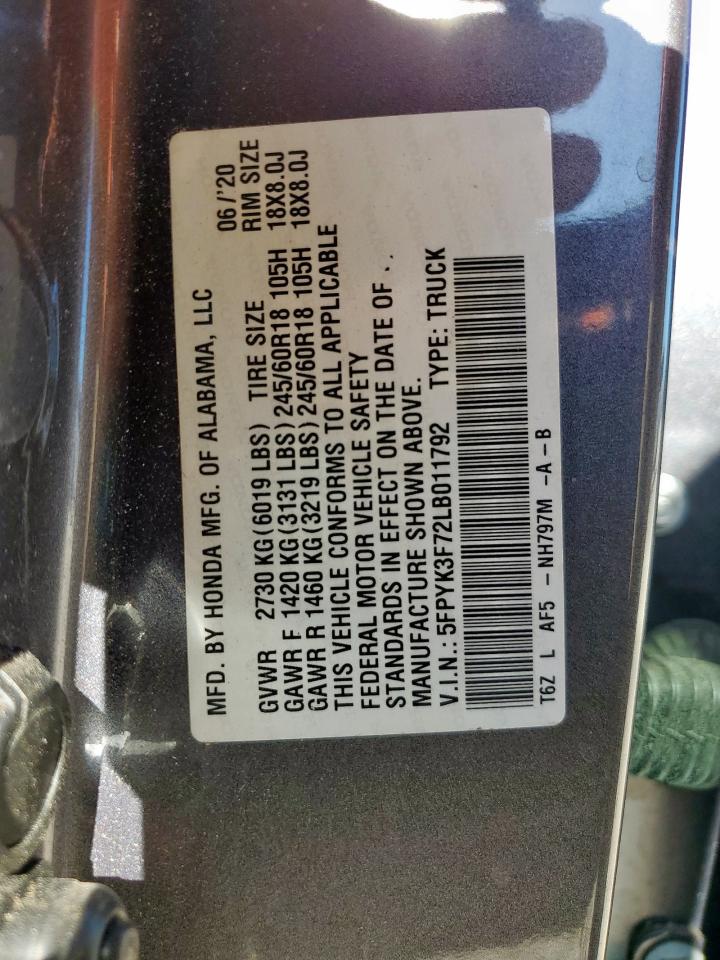 MFD. BY HONDA MFG. OF ALABAMA, LLC 06/'20
GVWR 2730 KG(6019 LBS) TIRE SIZE RIM SIZE
GAWR F 1420 KG(3131 LBS)245/60R18 105H 18X8.0J
GAWR R 1460 KG(3219 LBS)245/60R18 105H 18X8.0J
THIS VEHICLE CONFORMS TO ALL APPLICABLE
FEDERAL MOTOR VEHICLE SAFETY
STANDARDS IN EFFECT ON THE DATE OF
MANUFACTURE SHOWN ABOVE.
V.I.N.: 5FPYK3F72LB011792 TYPE: TRUCK
T6Z L AF5 - NH797M -A-B